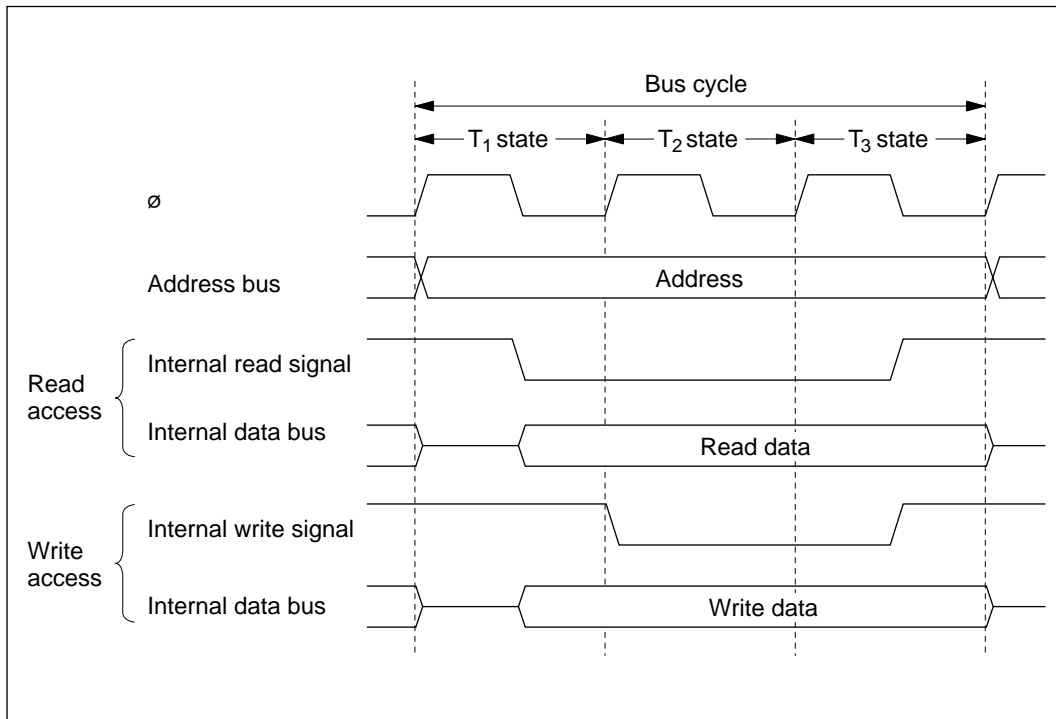 Bus cycle
T₁ state
T₂ state
T₃ state
ø
Address bus
Address
Read
access
Internal read signal
Internal data bus
Read data
Write
access
Internal write signal
Internal data bus
Write data